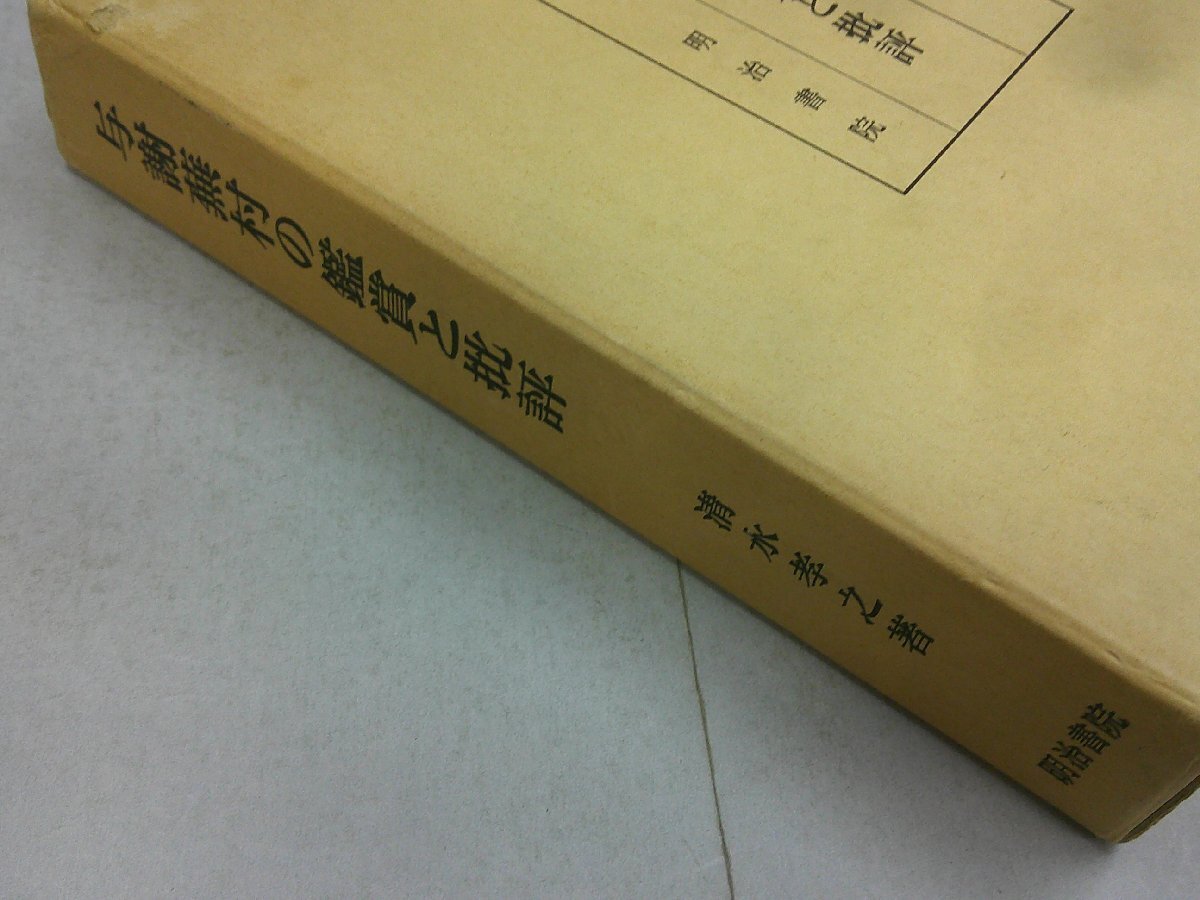 与謝蕪村の鑑賞と批評
清水孝之著
明治書院
と批評
明治書院